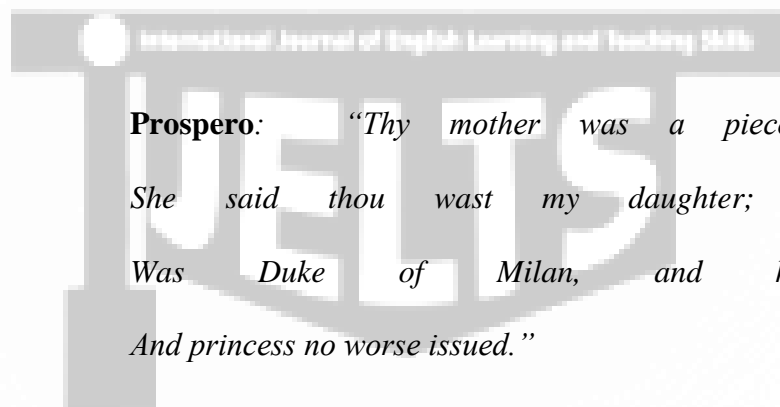 International Journal of English Learning and Teaching Skills
IJELTS
Prospero: “Thy mother was a piece
She said thou wast my daughter;
Was Duke of Milan, and
And princess no worse issued.”